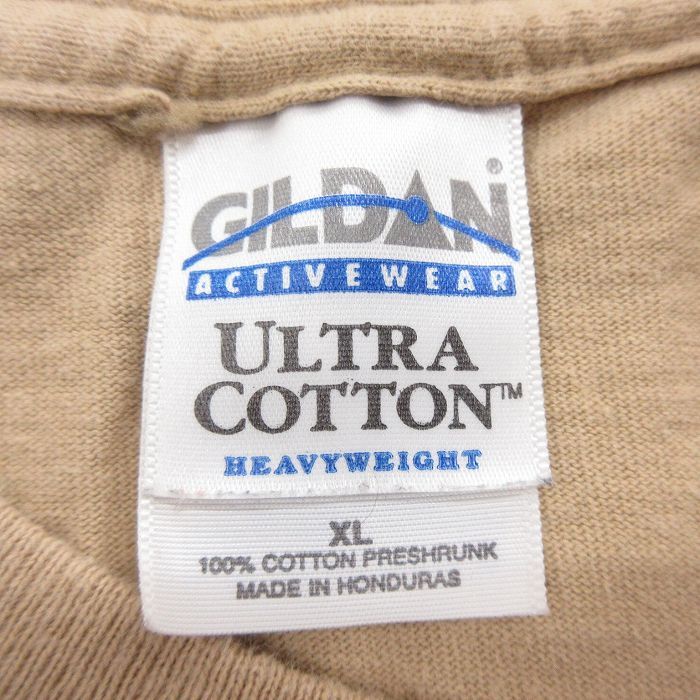 GILDAN®
ACTIVEWEAR
ULTRA
COTTON™
HEAVYWEIGHT
XL
100% COTTON PRESHRUNK
MADE IN HONDURAS